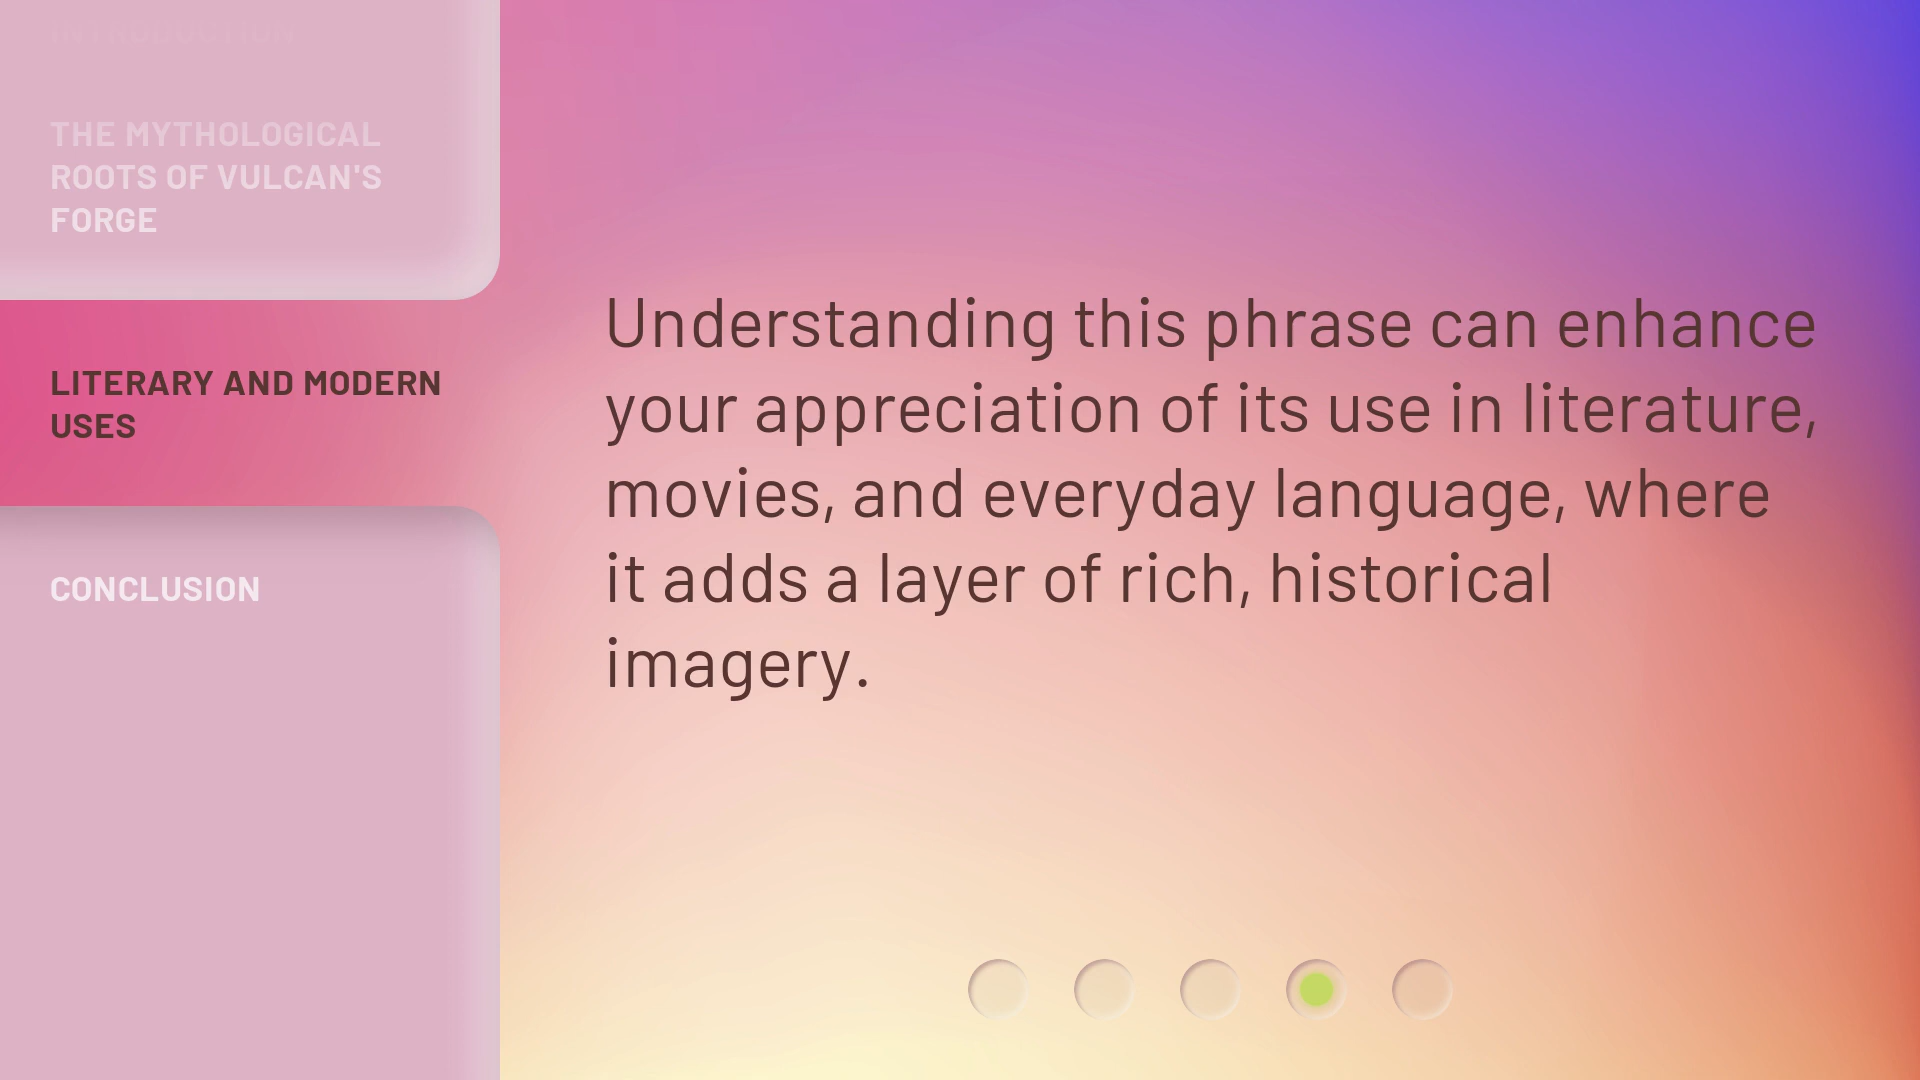 INTRODUCTION
THE MYTHOLOGICAL
ROOTS OF VULCAN'S
FORGE
LITERARY AND MODERN
USES
CONCLUSION
Understanding this phrase can enhance
your appreciation of its use in literature,
movies, and everyday language, where
it adds a layer of rich, historical
imagery.